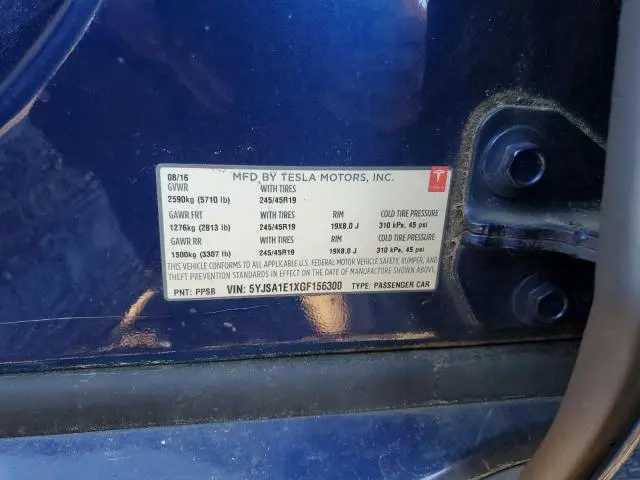 08/16 MFD BY TESLA MOTORS, INC.
GVWR WITH TIRES
2590kg (5710 lb) 245/45R19
GAWR FRT WITH TIRES RIM COLD TIRE PRESSURE
1276kg (2813 lb) 245/45R19 19X8.0 J 310 kPa, 45 psi
GAWR RR WITH TIRES RIM COLD TIRE PRESSURE
1500kg (3307 lb) 245/45R19 19X8.0 J 310 kPa, 45 psi
THIS VEHICLE CONFORMS TO ALL APPLICABLE U.S. FEDERAL MOTOR VEHICLE SAFETY, BUMPER, AND
THEFT PREVENTION STANDARDS IN EFFECT ON THE DATE OF MANUFACTURE SHOWN ABOVE.
PNT: PPSB VIN: 5YJSA1E1XGF156300 TYPE: PASSENGER CAR
TESLA